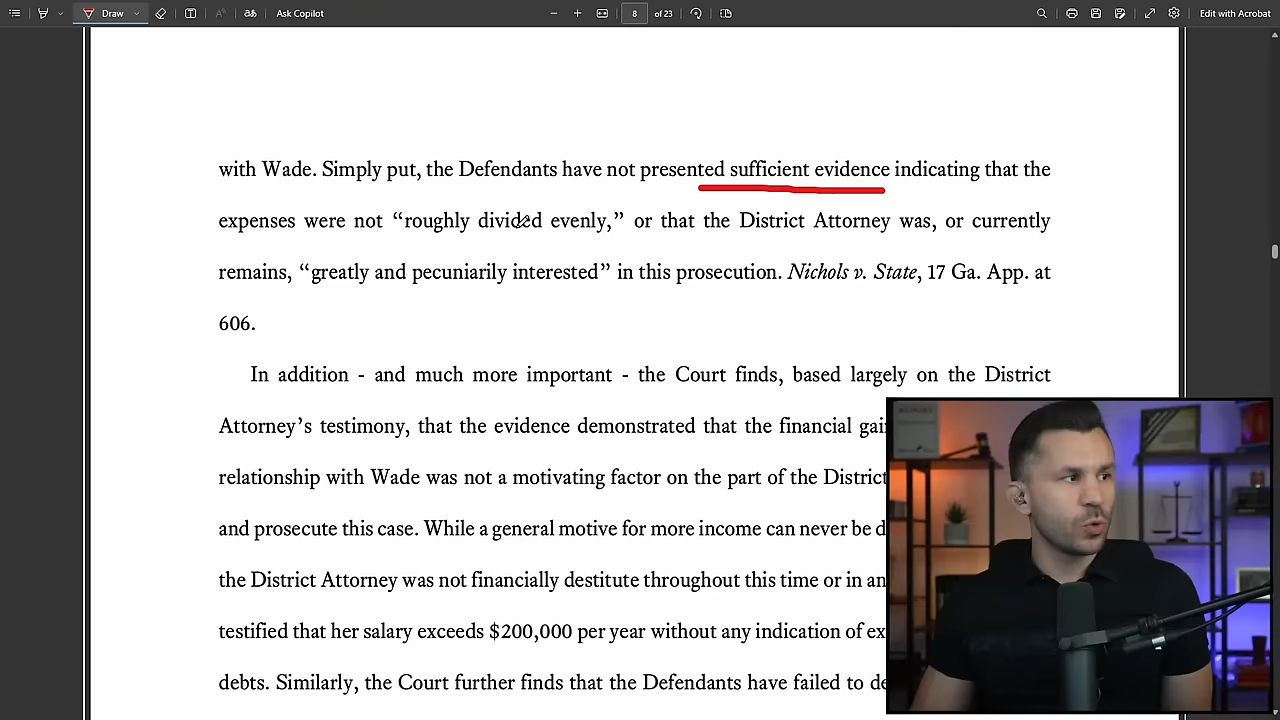 Draw
Ask Copilot
8 of 23
Edit with Acrobat
with Wade. Simply put, the Defendants have not presented sufficient evidence indicating that the
expenses were not “roughly divided evenly,” or that the District Attorney was, or currently
remains, “greatly and pecuniarily interested” in this prosecution. Nichols v. State, 17 Ga. App. at
606.
In addition - and much more important - the Court finds, based largely on the District
Attorney’s testimony, that the evidence demonstrated that the financial
relationship with Wade was not a motivating factor on the part of the District
and prosecute this case. While a general motive for more income can never be
the District Attorney was not financially destitute throughout this time or in
testified that her salary exceeds $200,000 per year without any indication of
debts. Similarly, the Court further finds that the Defendants have failed to